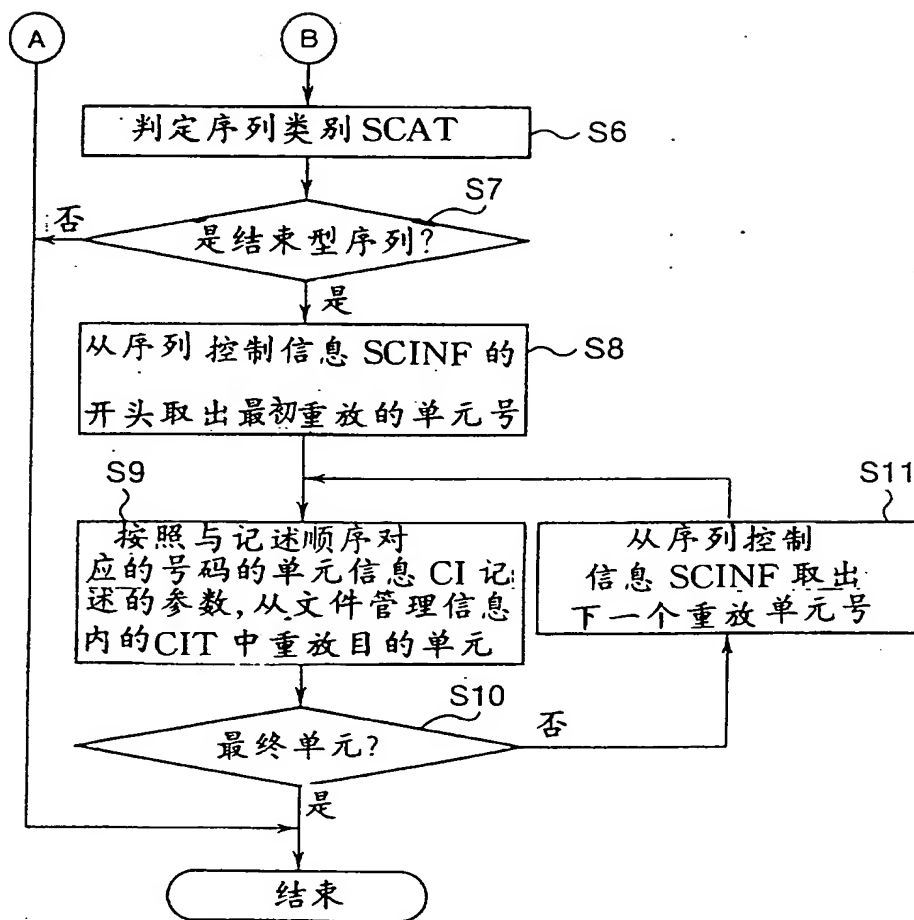 A
B
判定序列类别SCAT
S6
S7
否
是结束型序列?
是
从序列控制信息 SCINF 的
开头取出最初重放的单元号
S8
S9
按照与记述顺序对
应的号码的单元信息 CI 记
述的参数,从文件管理信息
内的CIT 中重放目的单元
S11
从序列控制
信息 SCINF 取出
下一个重放单元号
S10
最终单元?
否
是
结束